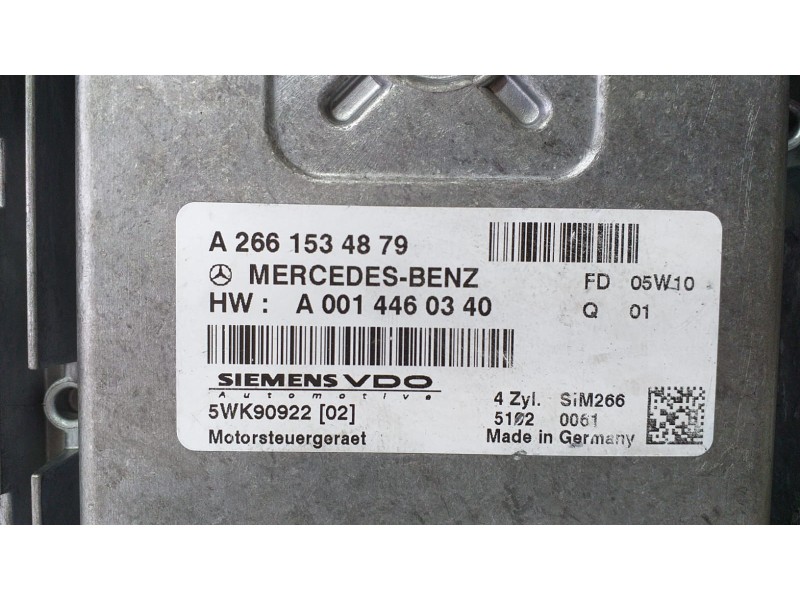 A 266 153 48 79
MERCEDES-BENZ FD 05W10
HW : A 001 446 03 40 Q 01
SIEMENS VDO
Automotive
5WK90922 [02] 4 Zyl. SIM266
5102 0061
Motorsteuergeraet Made in Germany